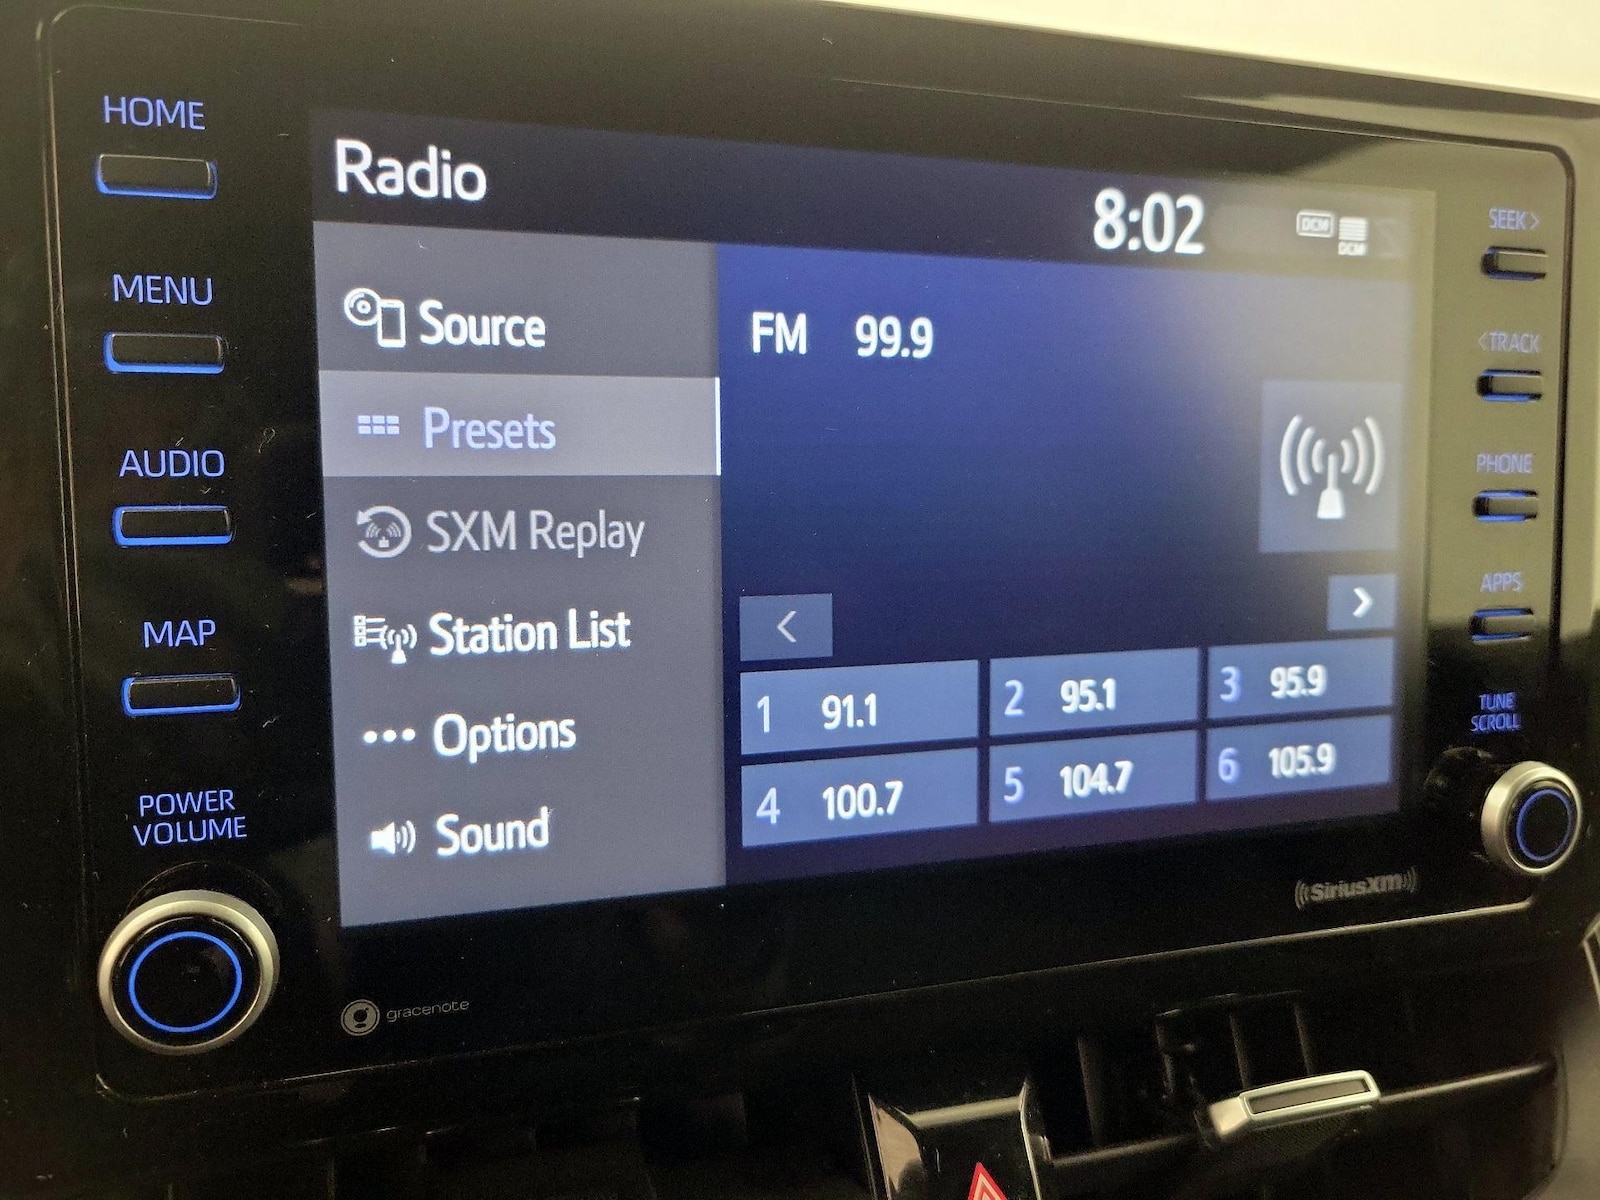 HOME
MENU
AUDIO
MAP
POWER
VOLUME
Radio
8:02
DCM
DCM
Source
Presets
SXM Replay
Station List
Options
Sound
FM 99.9
<
>
1 91.1
2 95.1
3 95.9
4 100.7
5 104.7
6 105.9
gracenote
SiriusXM
SEEK >
< TRACK
PHONE
APPS
TUNE
SCROLL